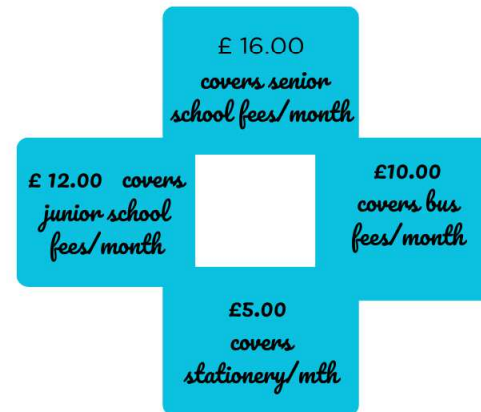 £ 16.00
covers senior
school fees/month
£ 12.00 covers
junior school
fees/month
£10.00
covers bus
fees/month
£5.00
covers
stationery/mth